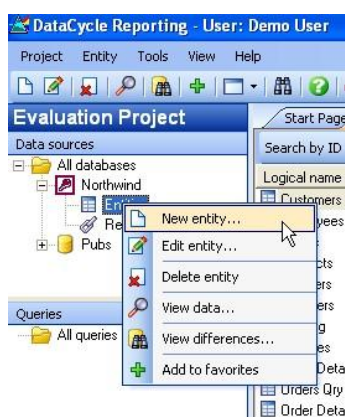 DataCycle Reporting - User: Demo User
Project Entity Tools View Help
Evaluation Project
Start Page
Data sources
Search by ID
All databases
Logical name
Northwind
Customers
Pubs
New entity...
Edit entity...
Delete entity
View data...
View differences...
Add to favorites
Queries
All queries
Orders Qry
Order Deta